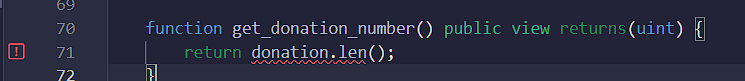 69
70 function get_donation_number() public view returns(uint) {
71 return donation.len();
72 }